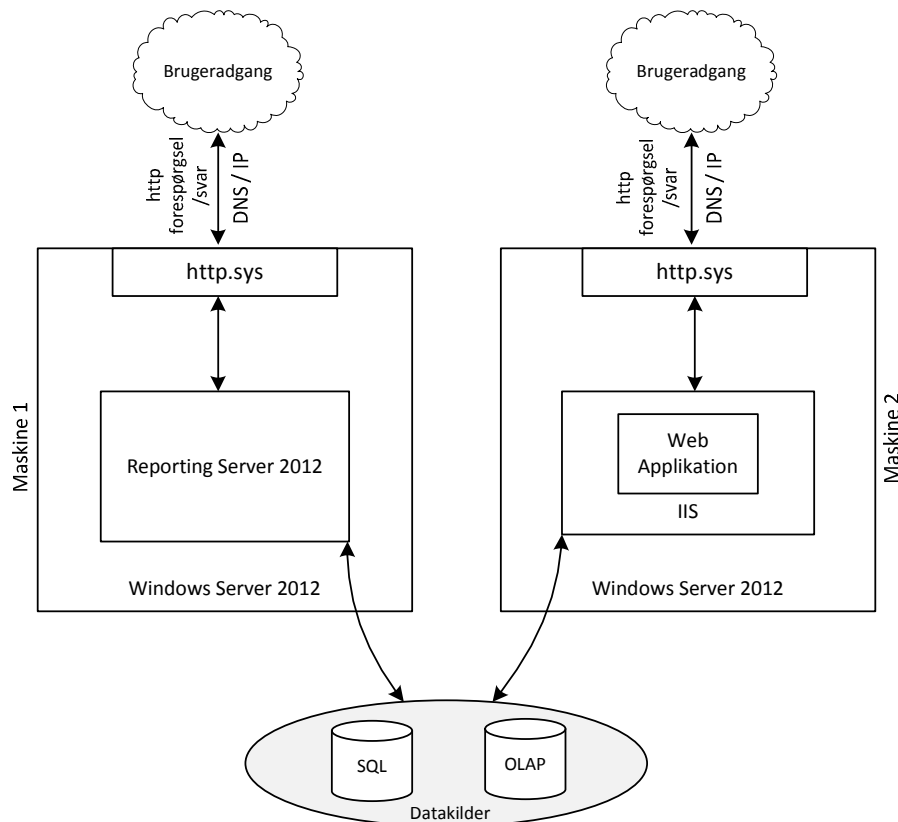 Brugeradgang
http
forespørgsel
/svar
DNS / IP
http.sys
Maskine 1
Reporting Server 2012
Windows Server 2012
Brugeradgang
http
forespørgsel
/svar
DNS / IP
http.sys
Maskine 2
Web
Applikation
IIS
Windows Server 2012
SQL
OLAP
Datakilder